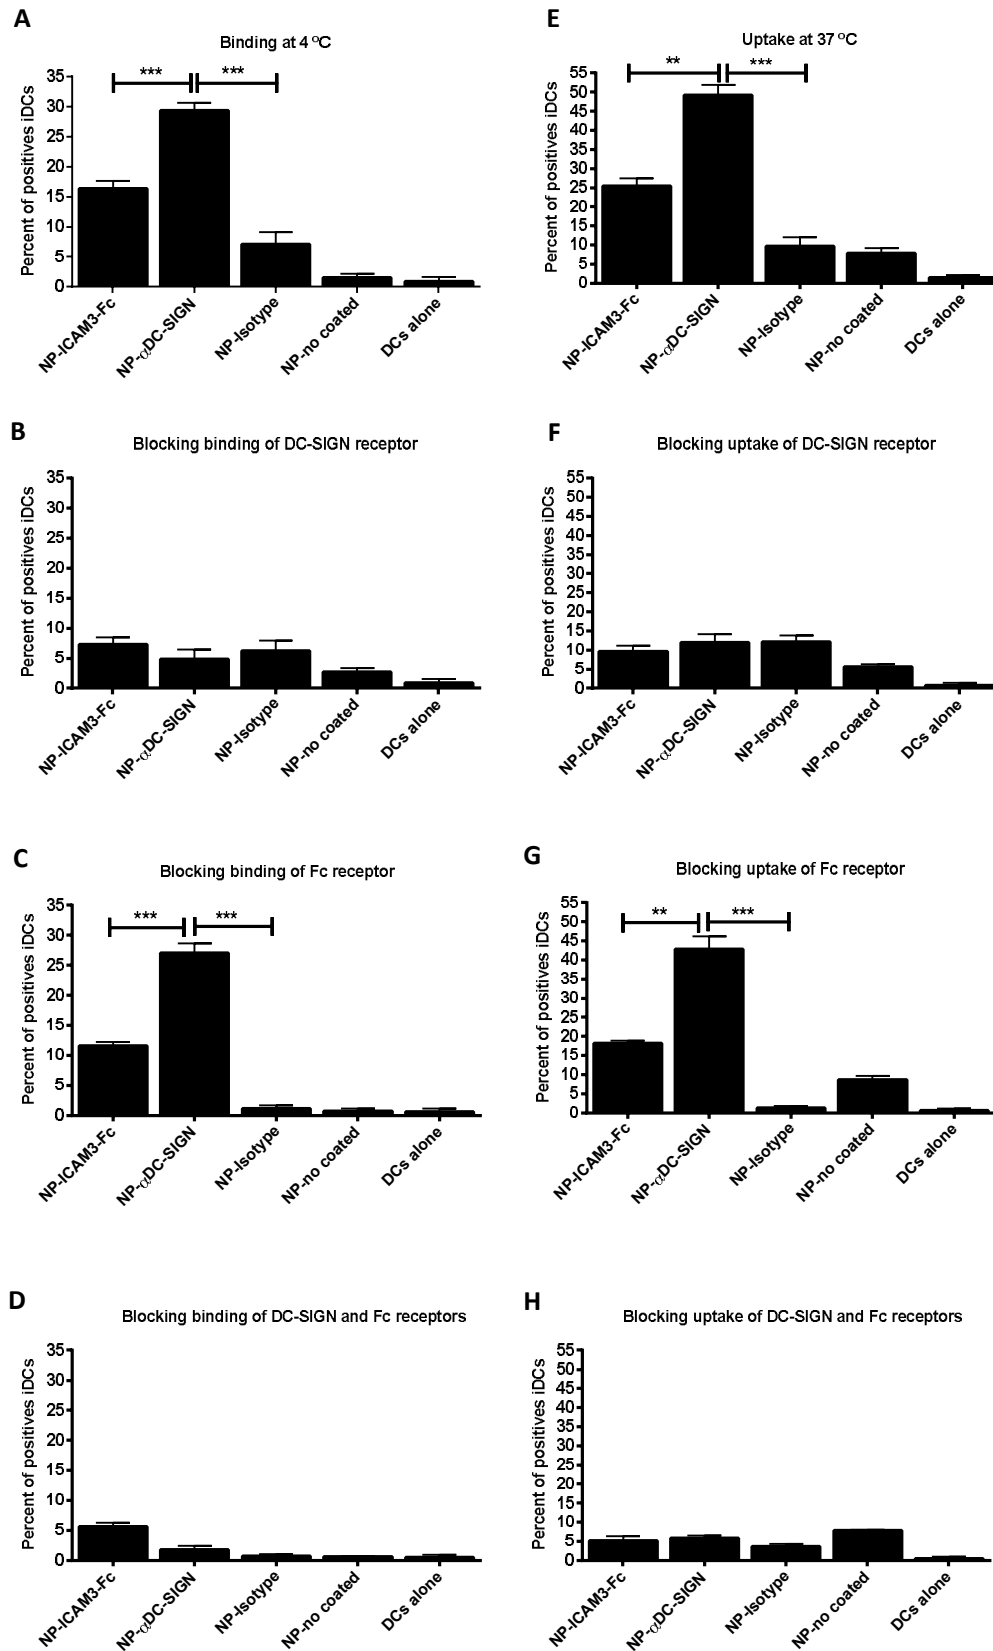 A
Binding at 4 ºC
*** ***
Percent of positives iDCs
35
30
25
20
15
10
5
0
NP-ICAM3-Fc
NP-αDC-SIGN
NP-Isotype
NP-no coated
DCs alone
B
Blocking binding of DC-SIGN receptor
Percent of positives iDCs
35
30
25
20
15
10
5
0
NP-ICAM3-Fc
NP-αDC-SIGN
NP-Isotype
NP-no coated
DCs alone
C
Blocking binding of Fc receptor
*** ***
Percent of positives iDCs
35
30
25
20
15
10
5
0
NP-ICAM3-Fc
NP-αDC-SIGN
NP-Isotype
NP-no coated
DCs alone
D
Blocking binding of DC-SIGN and Fc receptors
Percent of positives iDCs
35
30
25
20
15
10
5
0
NP-ICAM3-Fc
NP-αDC-SIGN
NP-Isotype
NP-no coated
DCs alone
E
Uptake at 37 ºC
** ***
Percent of positives iDCs
55
50
45
40
35
30
25
20
15
10
5
0
NP-ICAM3-Fc
NP-αDC-SIGN
NP-Isotype
NP-no coated
DCs alone
F
Blocking uptake of DC-SIGN receptor
Percent of positives iDCs
55
50
45
40
35
30
25
20
15
10
5
0
NP-ICAM3-Fc
NP-αDC-SIGN
NP-Isotype
NP-no coated
DCs alone
G
Blocking uptake of Fc receptor
** ***
Percent of positives iDCs
55
50
45
40
35
30
25
20
15
10
5
0
NP-ICAM3-Fc
NP-αDC-SIGN
NP-Isotype
NP-no coated
DCs alone
H
Blocking uptake of DC-SIGN and Fc receptors
Percent of positives iDCs
55
50
45
40
35
30
25
20
15
10
5
0
NP-ICAM3-Fc
NP-αDC-SIGN
NP-Isotype
NP-no coated
DCs alone